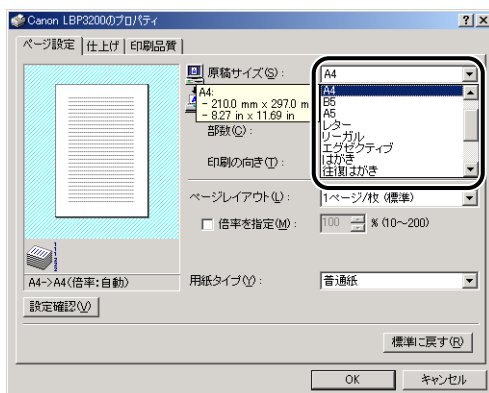 Canon LBP3200のプロパティ
ページ設定 仕上げ 印刷品質
原稿サイズ(S): A4
A4:
- 210.0 mm x 297.0 m
- 8.27 in x 11.69 in
A4
B5
A5
レター
リーガル
エグゼクティブ
はがき
往復はがき
部数(C):
印刷の向き(T):
ページレイアウト(L): 1ページ/枚 (標準)
倍率を指定(M): 100 % (10～200)
A4->A4(倍率:自動)
用紙タイプ(Y): 普通紙
設定確認(V)
標準に戻す(R)
OK キャンセル